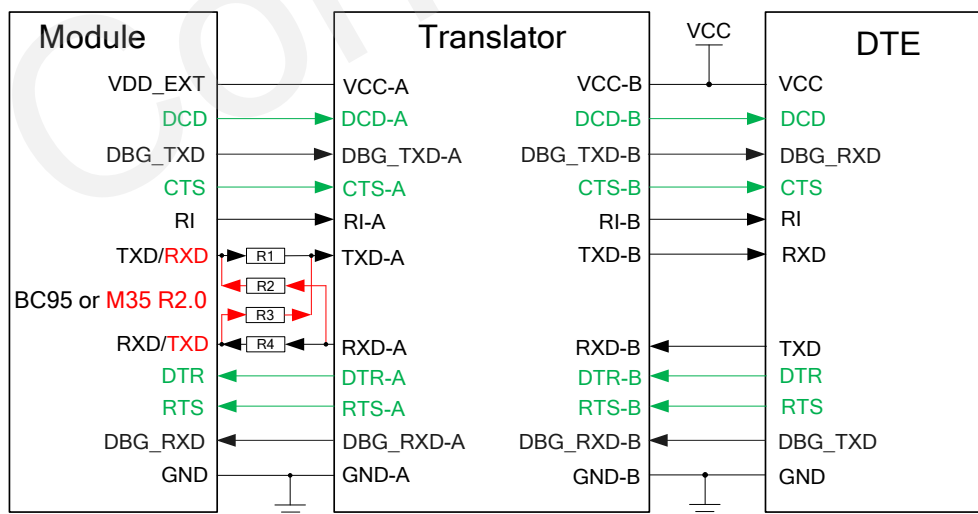 Module Translator VCC DTE
VDD_EXT VCC-A VCC-B VCC
DCD DCD-A DCD-B DCD
DBG_TXD DBG_TXD-A DBG_TXD-B DBG_RXD
CTS CTS-A CTS-B CTS
RI RI-A RI-B RI
TXD/RXD R1 TXD-A TXD-B RXD
R2
BC95 or M35 R2.0
R3
RXD/TXD R4 RXD-A RXD-B TXD
DTR DTR-A DTR-B DTR
RTS RTS-A RTS-B RTS
DBG_RXD DBG_RXD-A DBG_RXD-B DBG_TXD
GND GND-A GND-B GND